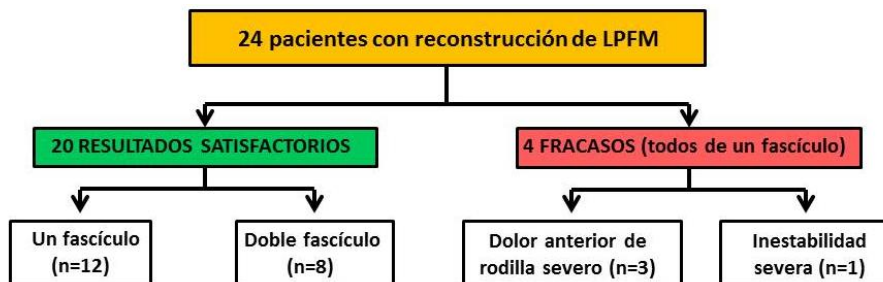 24 pacientes con reconstrucción de LPFM
20 RESULTADOS SATISFACTORIOS
4 FRACASOS (todos de un fascículo)
Un fascículo
(n=12)
Doble fascículo
(n=8)
Dolor anterior de
rodilla severo (n=3)
Inestabilidad
severa (n=1)